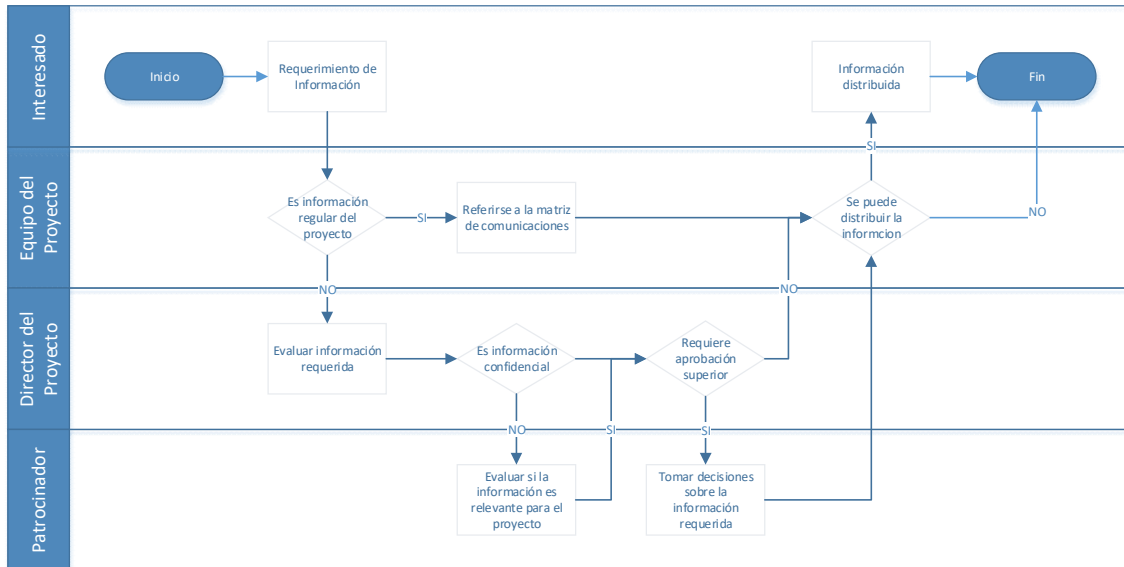 Interesado
Inicio
Requerimiento de
Información
Información
distribuida
Fin
SI
Equipo del
Proyecto
Es información
regular del
proyecto
SI
Referirse a la matriz
de comunicaciones
Se puede
distribuir la
informcion
NO
NO
NO
Director del
Proyecto
Evaluar información
requerida
Es información
confidencial
Requiere
aprobación
superior
NO
SI
SI
Patrocinador
Evaluar si la
información es
relevante para el
proyecto
Tomar decisiones
sobre la
información
requerida